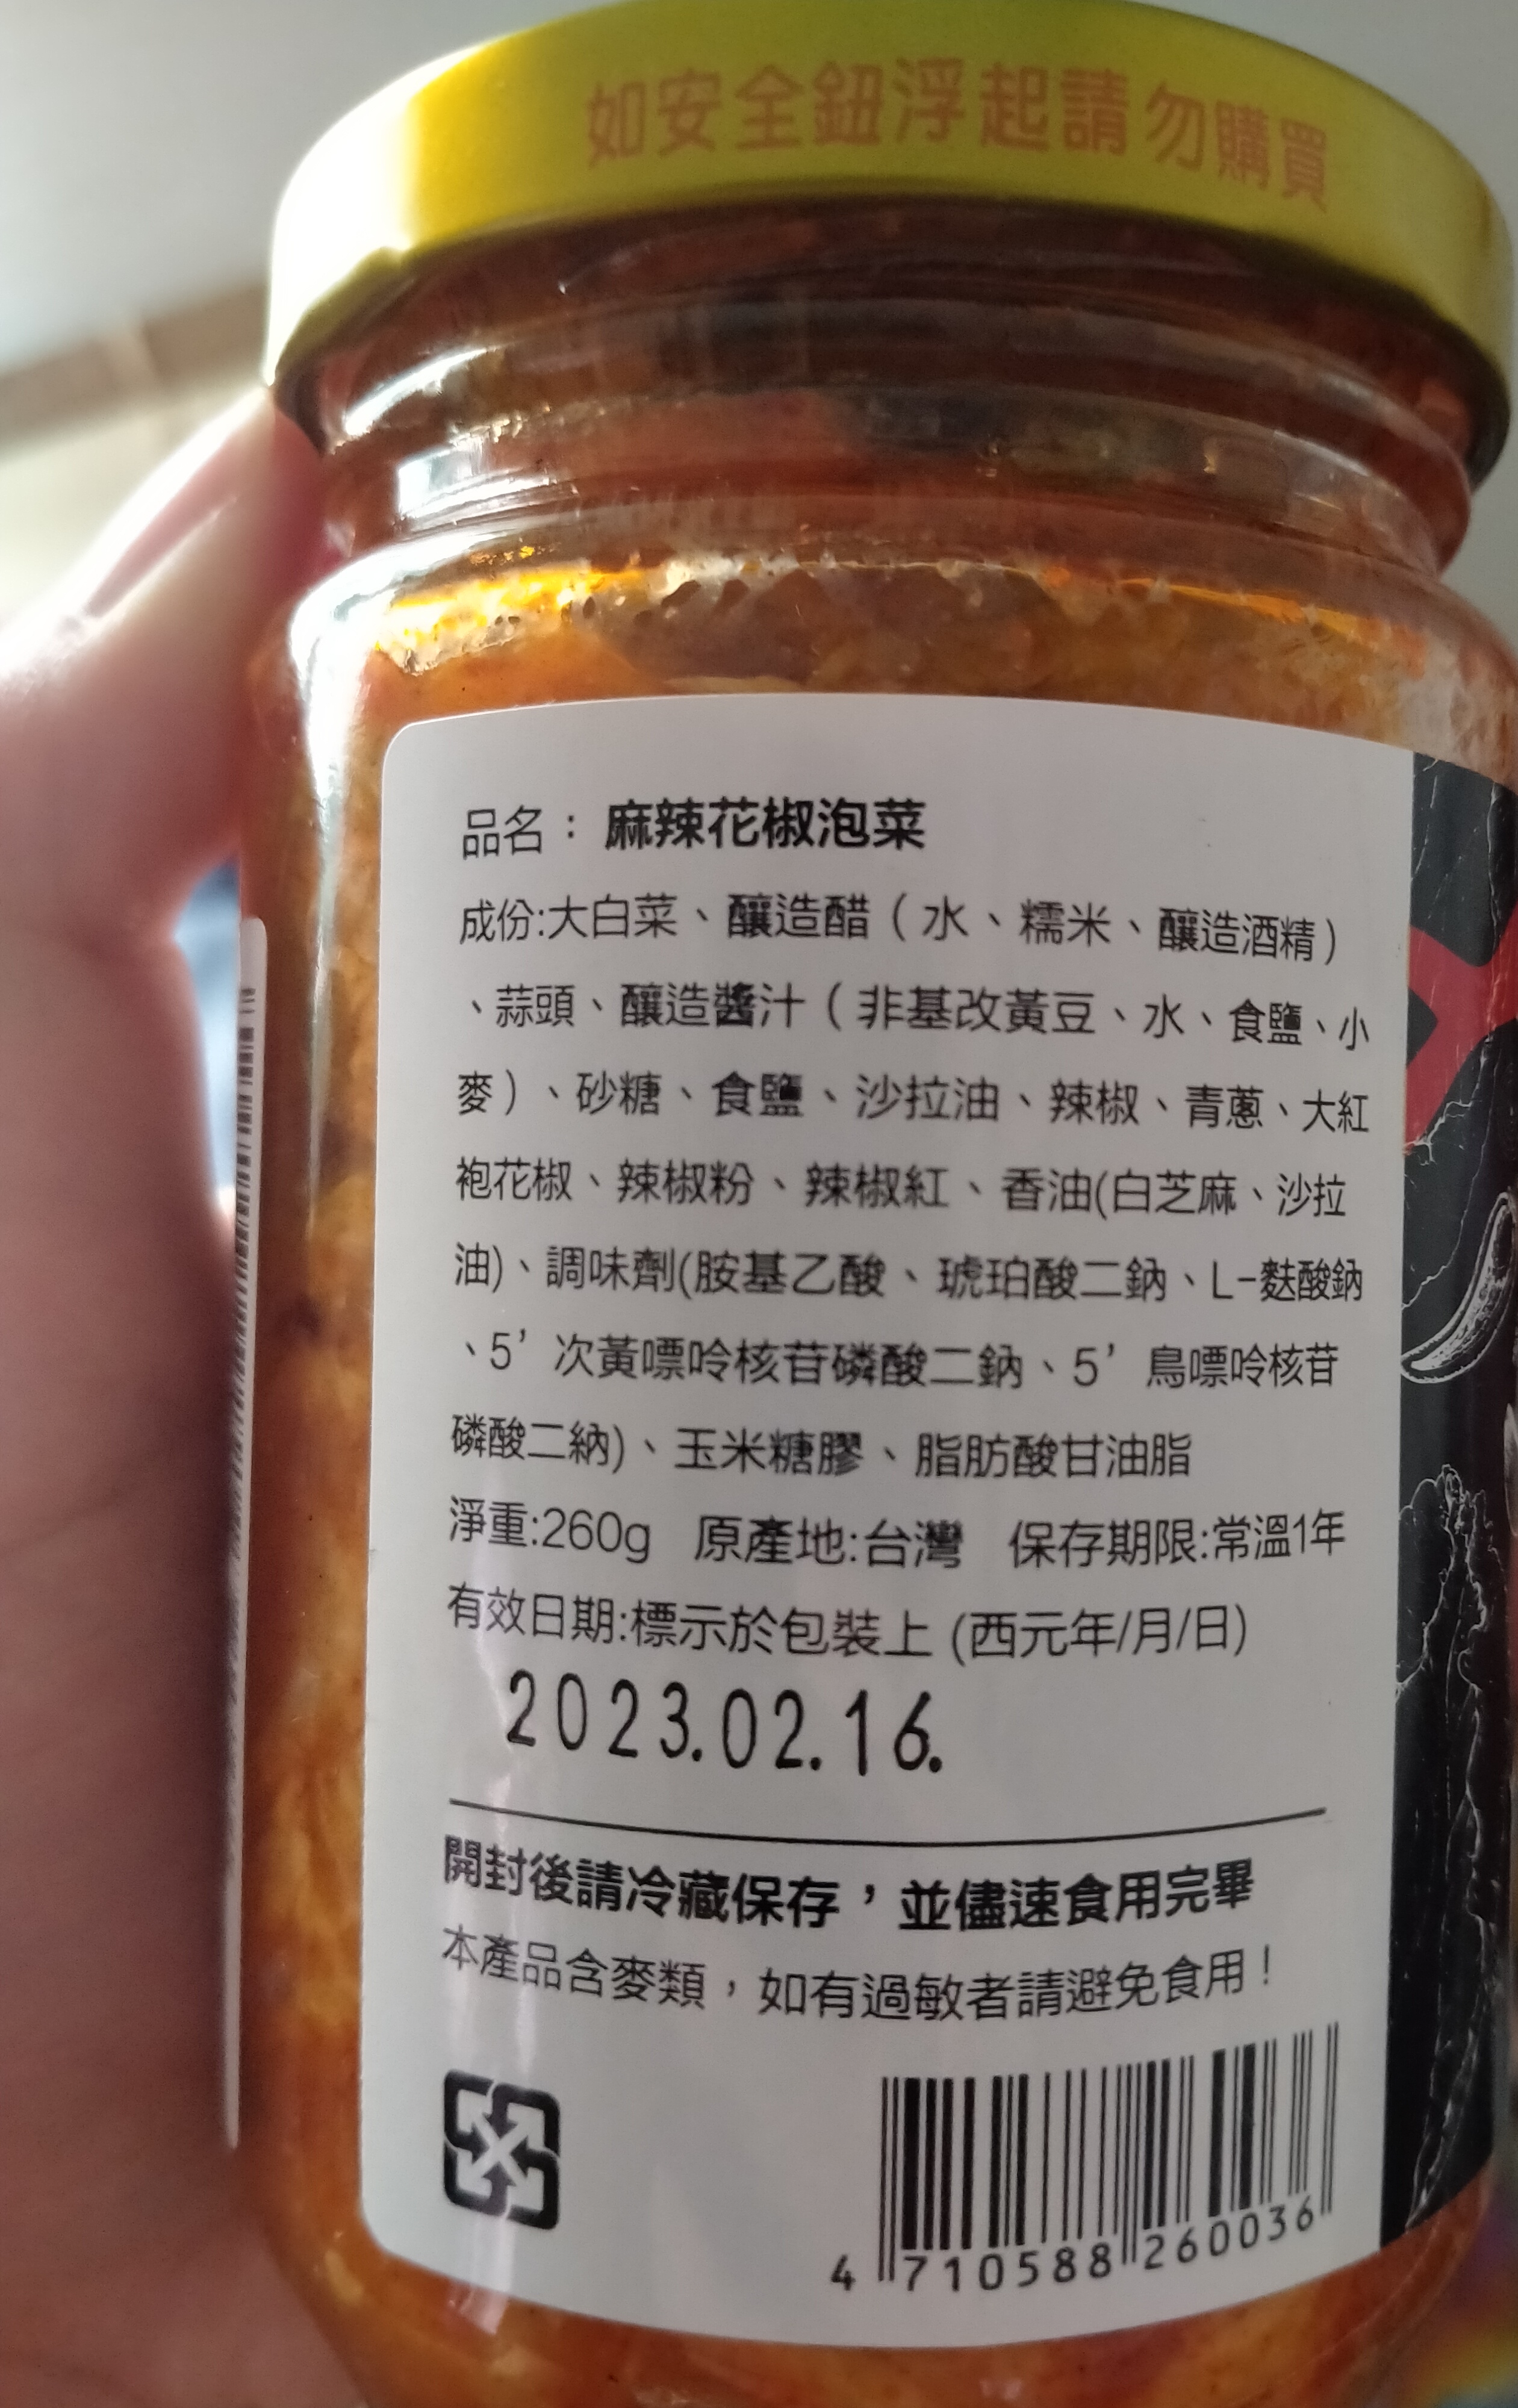 如安全鈕浮起請勿購買
品名：麻辣花椒泡菜
成份:大白菜、釀造醋（水、糯米、釀造酒精）
、蒜頭、釀造醬汁（非基改黃豆、水、食鹽、小
麥）、砂糖、食鹽、沙拉油、辣椒、青蔥、大紅
袍花椒、辣椒粉、辣椒紅、香油(白芝麻、沙拉
油)、調味劑(胺基乙酸、琥珀酸二鈉、L-麩酸鈉
、5’次黃嘌呤核苷磷酸二鈉、5’鳥嘌呤核苷
磷酸二納)、玉米糖膠、脂肪酸甘油脂
淨重:260g 原產地:台灣 保存期限:常溫1年
有效日期:標示於包裝上 (西元年/月/日)
2023.02.16.
開封後請冷藏保存，並儘速食用完畢
本產品含麥類，如有過敏者請避免食用！
4 710588 260036